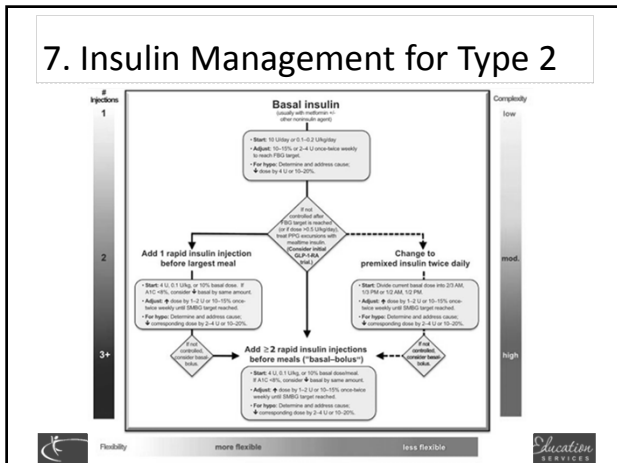 7. Insulin Management for Type 2
#
Injections
1
2
3+
Complexity
low
mod.
high
Basal insulin
(usually with metformin +/-
other noninsulin agent)
• Start: 10 U/day or 0.1–0.2 U/kg/day
• Adjust: 10–15% or 2–4 U once-twice weekly
to reach FBG target.
• For hypo: Determine and address cause;
↓ dose by 4 U or 10–20%.
If not
controlled after
FBG target is reached
(or if dose >0.5 U/kg/day),
treat PPG excursions with
mealtime insulin.
(Consider initial
GLP-1-RA
trial.)
Add 1 rapid insulin injection
before largest meal
• Start: 4 U, 0.1 U/kg, or 10% basal dose. If
A1C <8%, consider ↓ basal by same amount.
• Adjust: ↑ dose by 1–2 U or 10–15% once-
twice weekly until SMBG target reached.
• For hypo: Determine and address cause;
↓ corresponding dose by 2–4 U or 10–20%.
If not
controlled,
consider basal-
bolus.
Change to
premixed insulin twice daily
• Start: Divide current basal dose into 2/3 AM,
1/3 PM or 1/2 AM, 1/2 PM.
• Adjust: ↑ dose by 1–2 U or 10–15% once-
twice weekly until SMBG target reached.
• For hypo: Determine and address cause;
↓ corresponding dose by 2–4 U or 10–20%.
If not
controlled,
consider basal-
bolus.
Add ≥2 rapid insulin injections
before meals ("basal–bolus")
• Start: 4 U, 0.1 U/kg, or 10% basal dose/meal.
If A1C <8%, consider ↓ basal by same amount.
• Adjust: ↑ dose by 1–2 U or 10–15% once-twice
weekly until SMBG target reached.
• For hypo: Determine and address cause;
↓ corresponding dose by 2–4 U or 10–20%.
Flexibility
more flexible
less flexible
Education
SERVICES